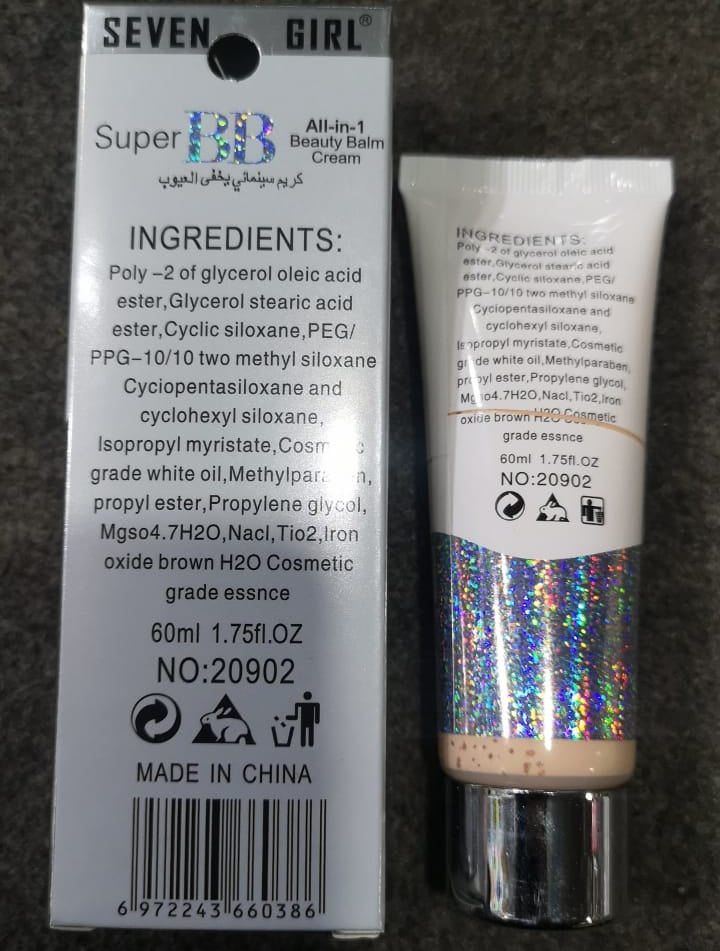 SEVEN GIRL®
Super BB All-in-1
Beauty Balm
Cream
كريم سينمائي يخفى العيوب
INGREDIENTS:
Poly –2 of glycerol oleic acid
ester,Glycerol stearic acid
ester,Cyclic siloxane,PEG/
PPG–10/10 two methyl siloxane
Cyciopentasiloxane and
cyclohexyl siloxane,
Isopropyl myristate,Cosmetic
grade white oil,Methylparaben,
propyl ester,Propylene glycol,
Mgso4.7H2O,Nacl,Tio2,Iron
oxide brown H2O Cosmetic
grade essnce
60ml 1.75fl.OZ
NO:20902
MADE IN CHINA
6 972243 660386
INGREDIENTS:
Poly –2 of glycerol oleic acid
ester,Glycerol stearic acid
ester,Cyclic siloxane,PEG/
PPG–10/10 two methyl siloxane
Cyciopentasiloxane and
cyclohexyl siloxane,
Isopropyl myristate,Cosmetic
grade white oil,Methylparaben,
propyl ester,Propylene glycol,
Mgso4.7H2O,Nacl,Tio2,Iron
oxide brown H2O Cosmetic
grade essnce
60ml 1.75fl.OZ
NO:20902